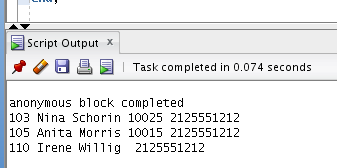 Script Output x
Task completed in 0.074 seconds
anonymous block completed
103 Nina Schorin 10025 2125551212
105 Anita Morris 10015 2125551212
110 Irene Willig  2125551212